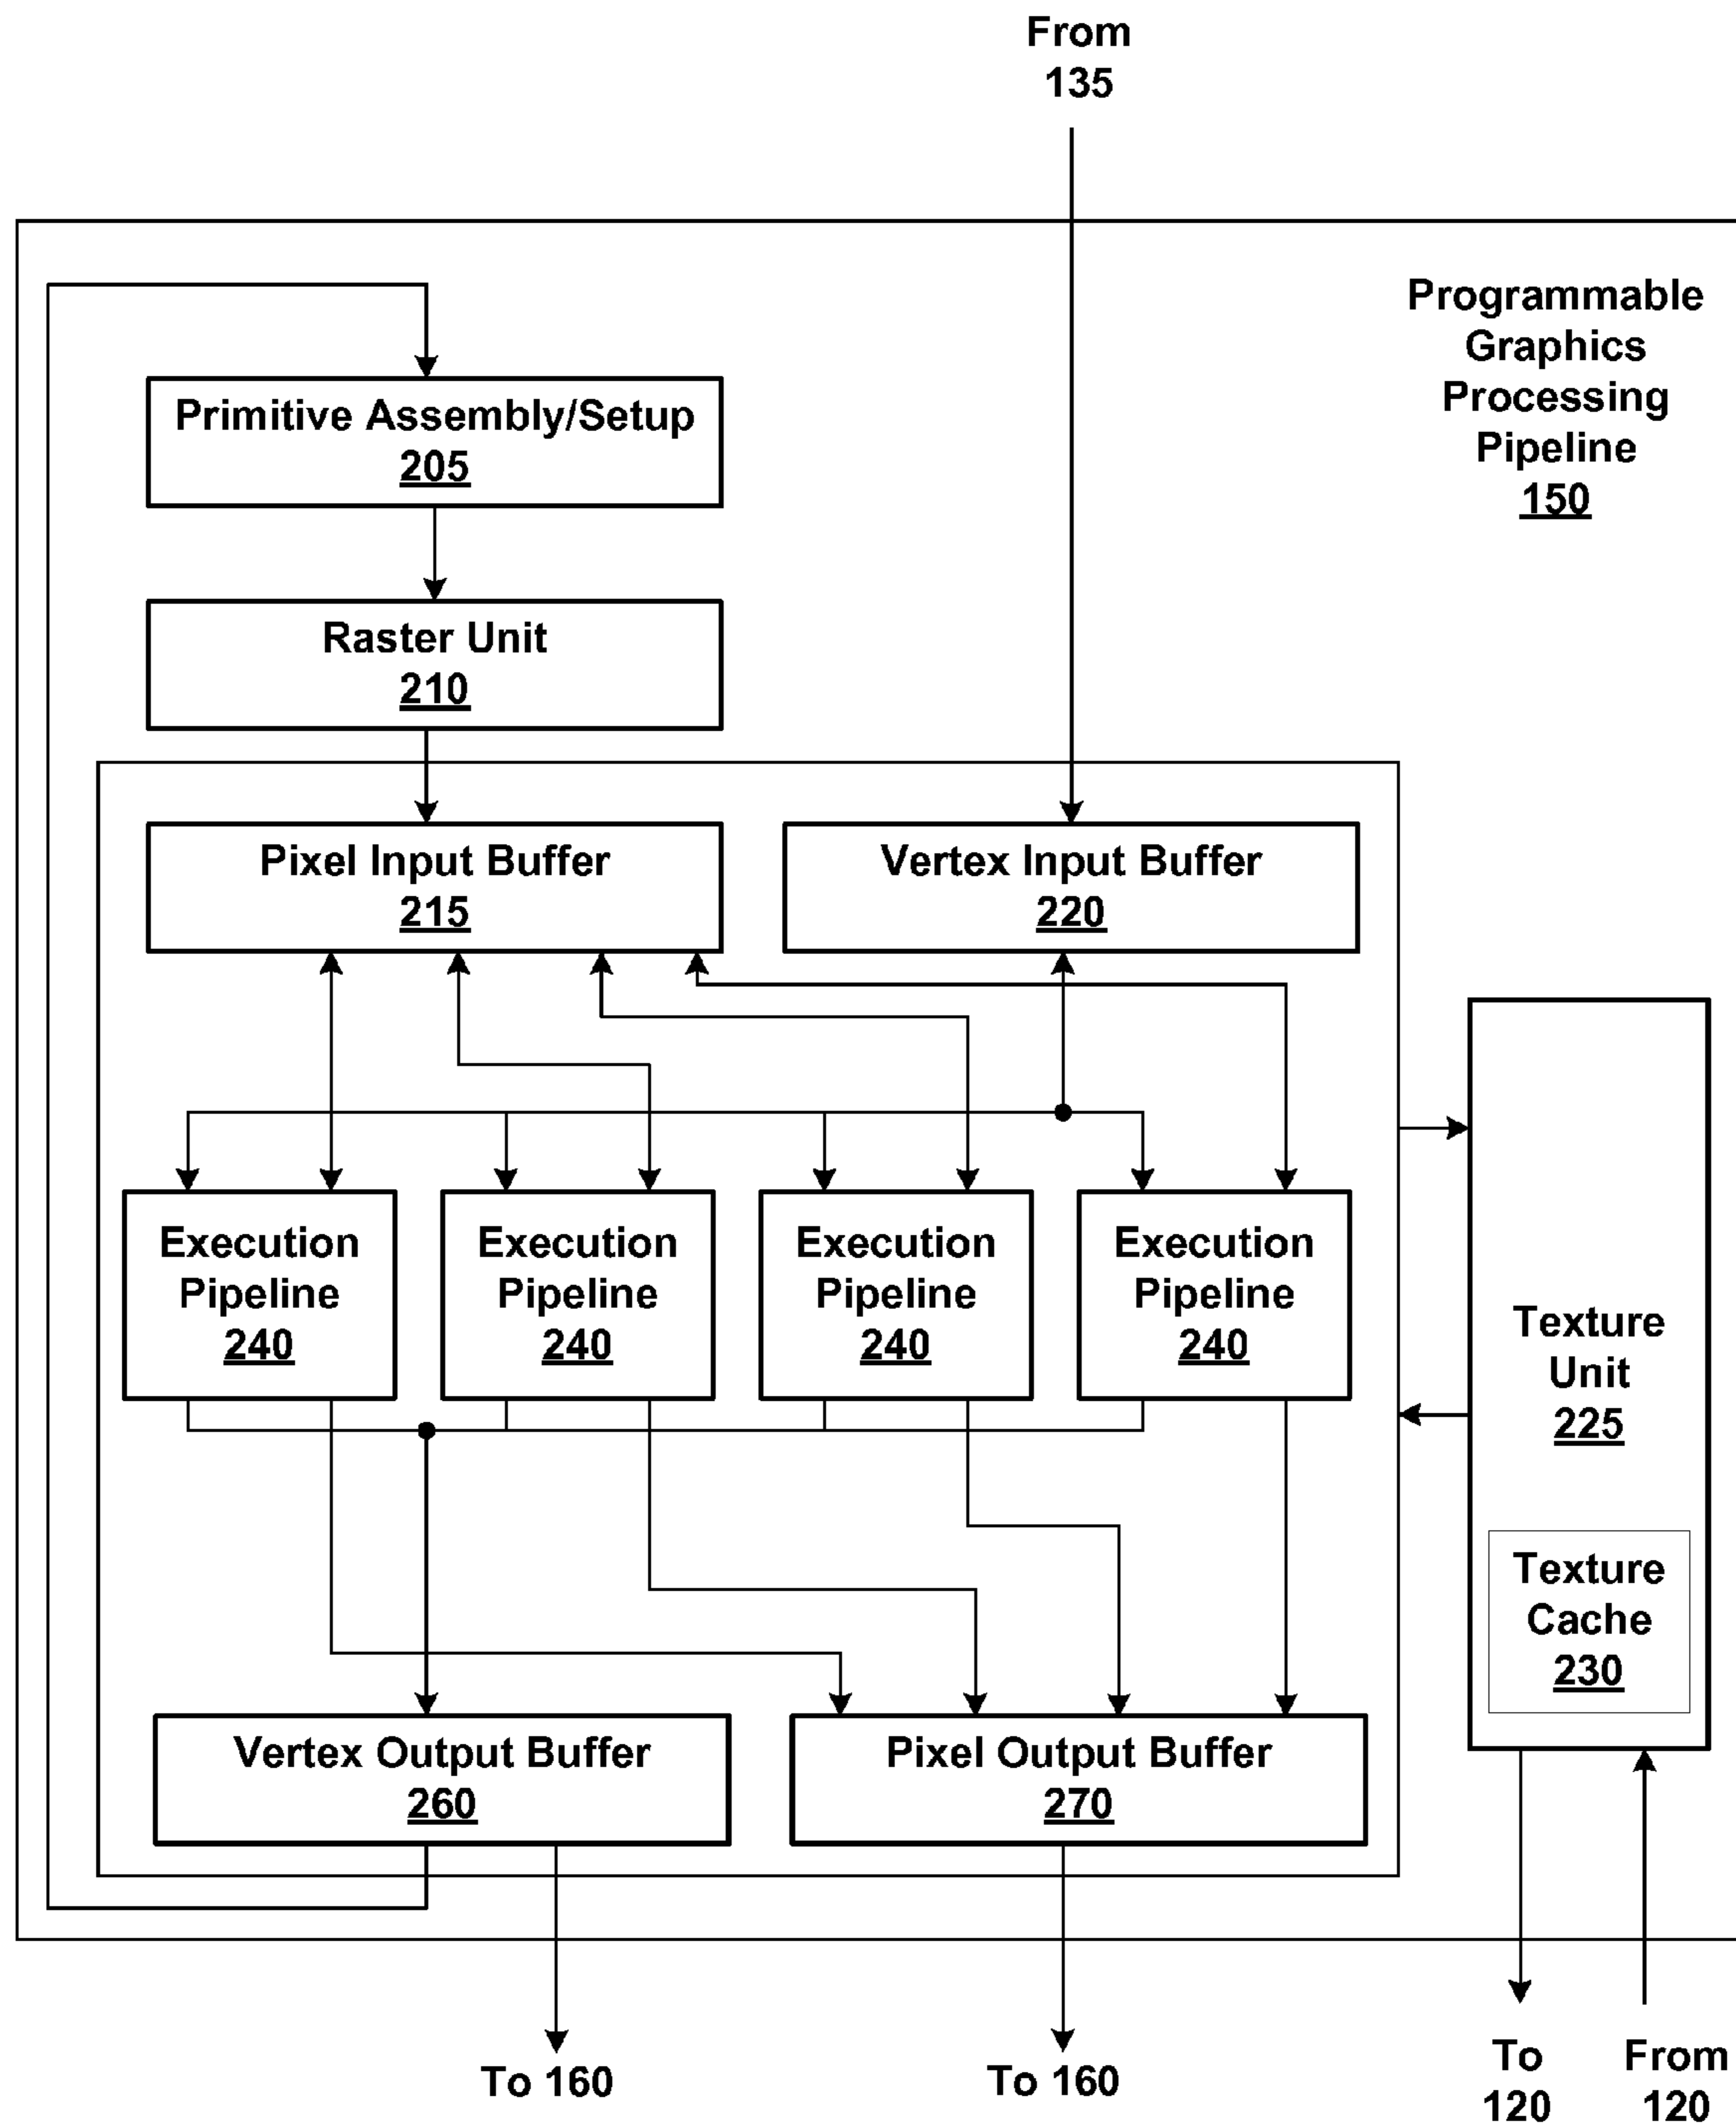 From
135
Programmable
Graphics
Processing
Pipeline
150
Primitive Assembly/Setup
205
Raster Unit
210
Pixel Input Buffer
215
Vertex Input Buffer
220
Execution
Pipeline
240
Execution
Pipeline
240
Execution
Pipeline
240
Execution
Pipeline
240
Texture
Unit
225
Texture
Cache
230
Vertex Output Buffer
260
Pixel Output Buffer
270
To 160
To 160
To
120
From
120